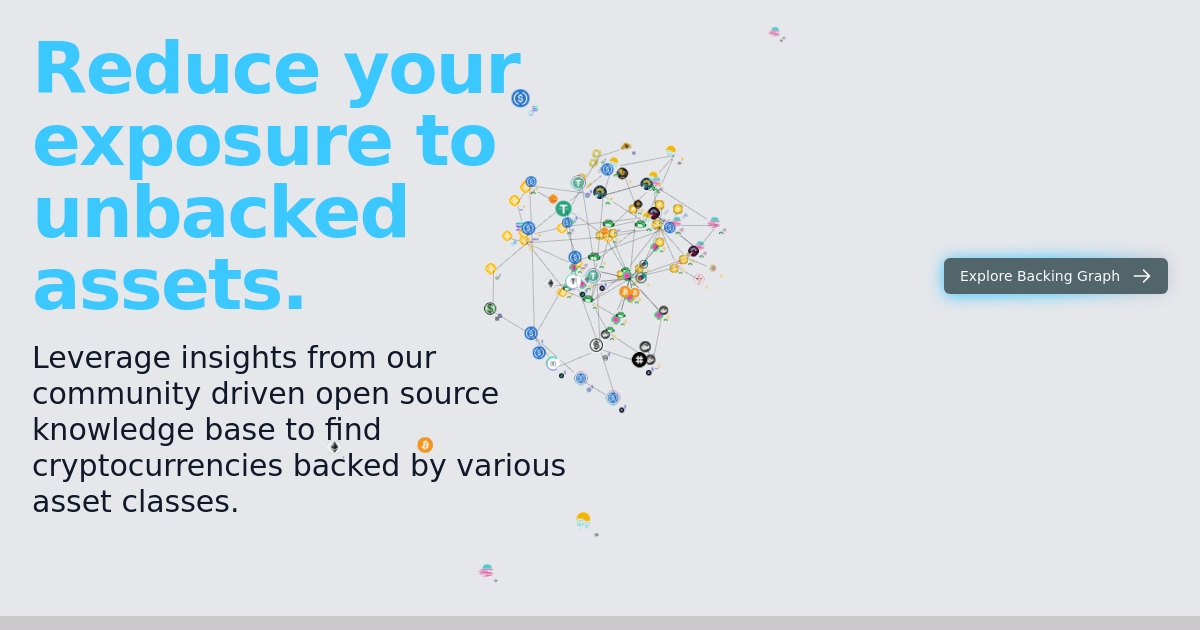 Reduce your
exposure to
unbacked
assets.
Leverage insights from our
community driven open source
knowledge base to find
cryptocurrencies backed by various
asset classes.
Explore Backing Graph